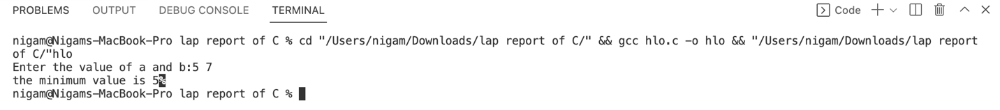 PROBLEMS OUTPUT DEBUG CONSOLE TERMINAL Code
nigam@Nigams-MacBook-Pro lap report of C % cd "/Users/nigam/Downloads/lap report of C/" && gcc hlo.c -o hlo && "/Users/nigam/Downloads/lap report
of C/"hlo
Enter the value of a and b:5 7
the minimum value is 5%
nigam@Nigams-MacBook-Pro lap report of C %